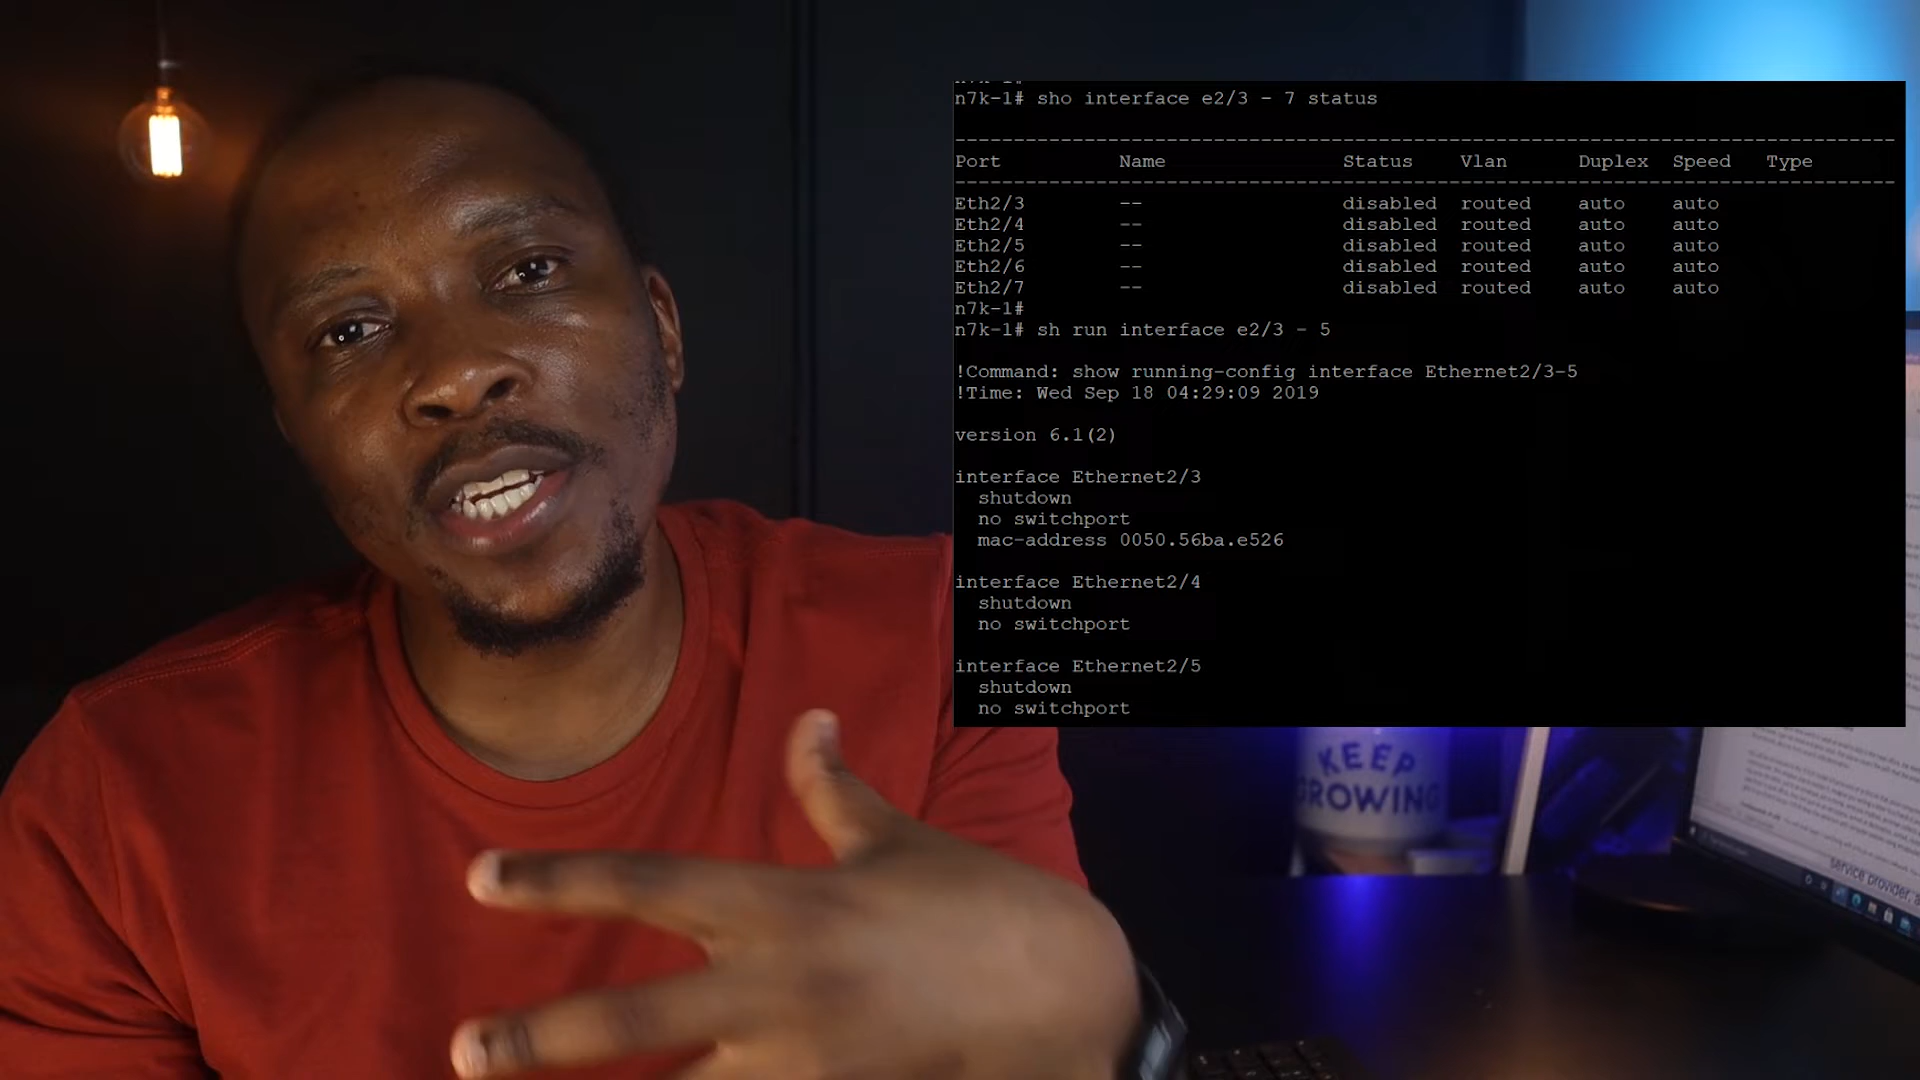 n7k-1# sho interface e2/3 - 7 status
--------------------------------------------------------------------------------
Port Name Status Vlan Duplex Speed Type
--------------------------------------------------------------------------------
Eth2/3 -- disabled routed auto auto
Eth2/4 -- disabled routed auto auto
Eth2/5 -- disabled routed auto auto
Eth2/6 -- disabled routed auto auto
Eth2/7 -- disabled routed auto auto
n7k-1#
n7k-1# sh run interface e2/3 - 5
!Command: show running-config interface Ethernet2/3-5
!Time: Wed Sep 18 04:29:09 2019
version 6.1(2)
interface Ethernet2/3
shutdown
no switchport
mac-address 0050.56ba.e526
interface Ethernet2/4
shutdown
no switchport
interface Ethernet2/5
shutdown
no switchport
KEEP
GROWING
service provider